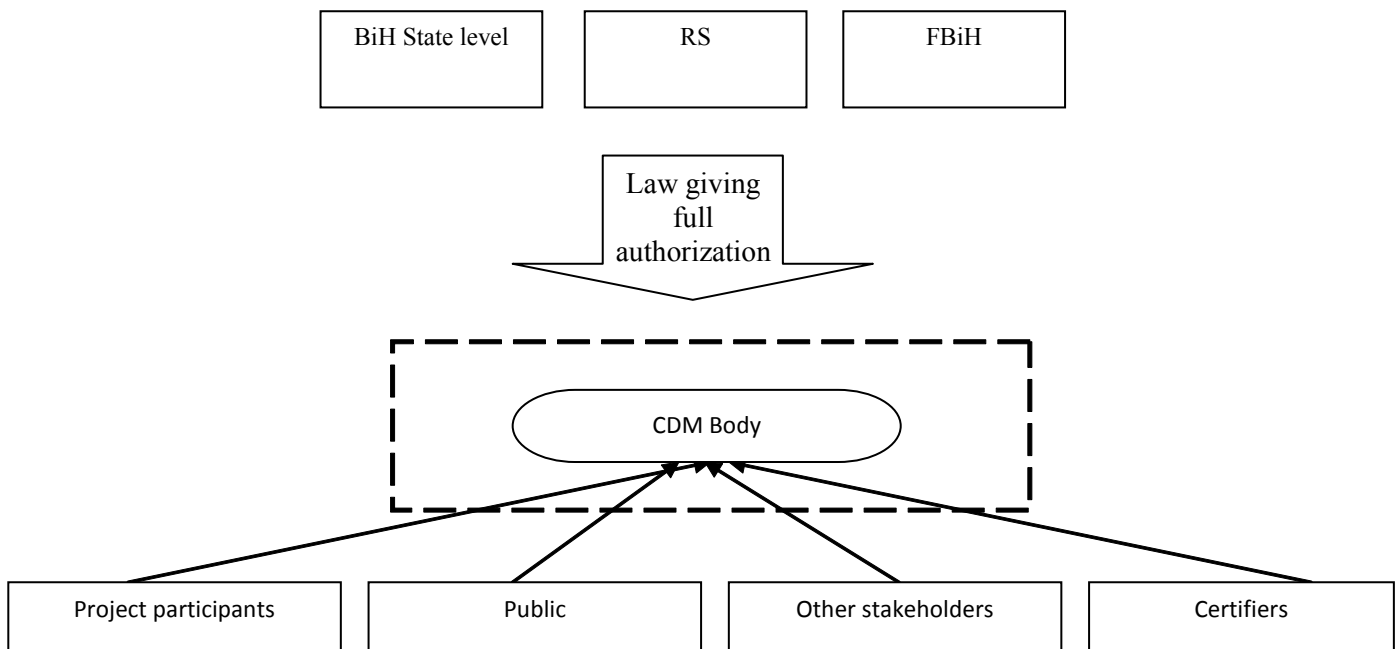 BiH State level
RS
FBiH
Law giving
full
authorization
CDM Body
Project participants
Public
Other stakeholders
Certifiers